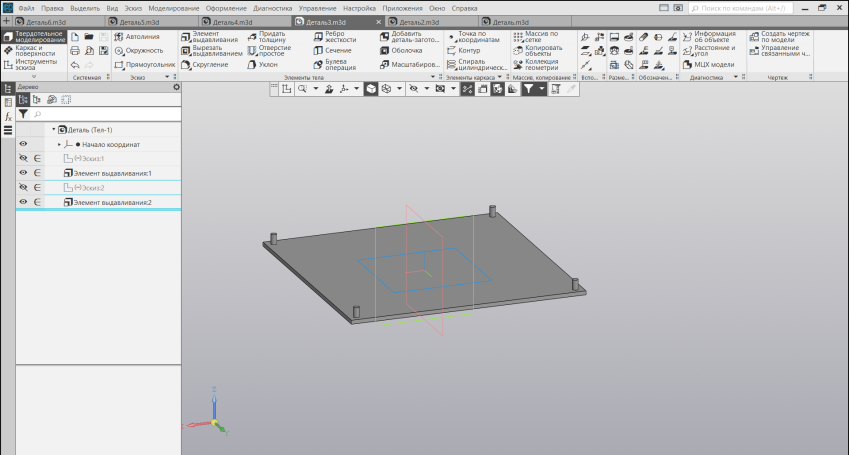 Файл Правка Выделить Вид Эскиз Моделирование Оформление Диагностика Управление Настройка Приложения Окно Справка
Поиск по командам (Alt+/)
Деталь6.m3d Деталь5.m3d Деталь4.m3d Деталь3.m3d Деталь2.m3d Деталь.m3d
Твердотельное моделирование
Каркас и поверхности
Инструменты эскиза
Системная
Автолиния
Окружность
Прямоугольник
Эскиз
Элемент выдавливания
Вырезать выдавливанием
Скругление
Придать толщину
Отверстие простое
Уклон
Ребро жесткости
Сечение
Булева операция
Добавить деталь-загото...
Оболочка
Масштабиров...
Элементы тела
Точка по координатам
Контур
Спираль цилиндрическ...
Элементы каркаса
Массив по сетке
Копировать объекты
Коллекция геометрии
Массив, копирование
Вспо...
Разме...
Обозначен...
Информация об объекте
Расстояние и угол
МЦХ модели
Диагностика
Создать чертеж по модели
Управление связанными ч...
Чертеж
Дерево
Деталь (Тел-1)
Начало координат
(-)Эскиз:1
Элемент выдавливания:1
(-)Эскиз:2
Элемент выдавливания:2